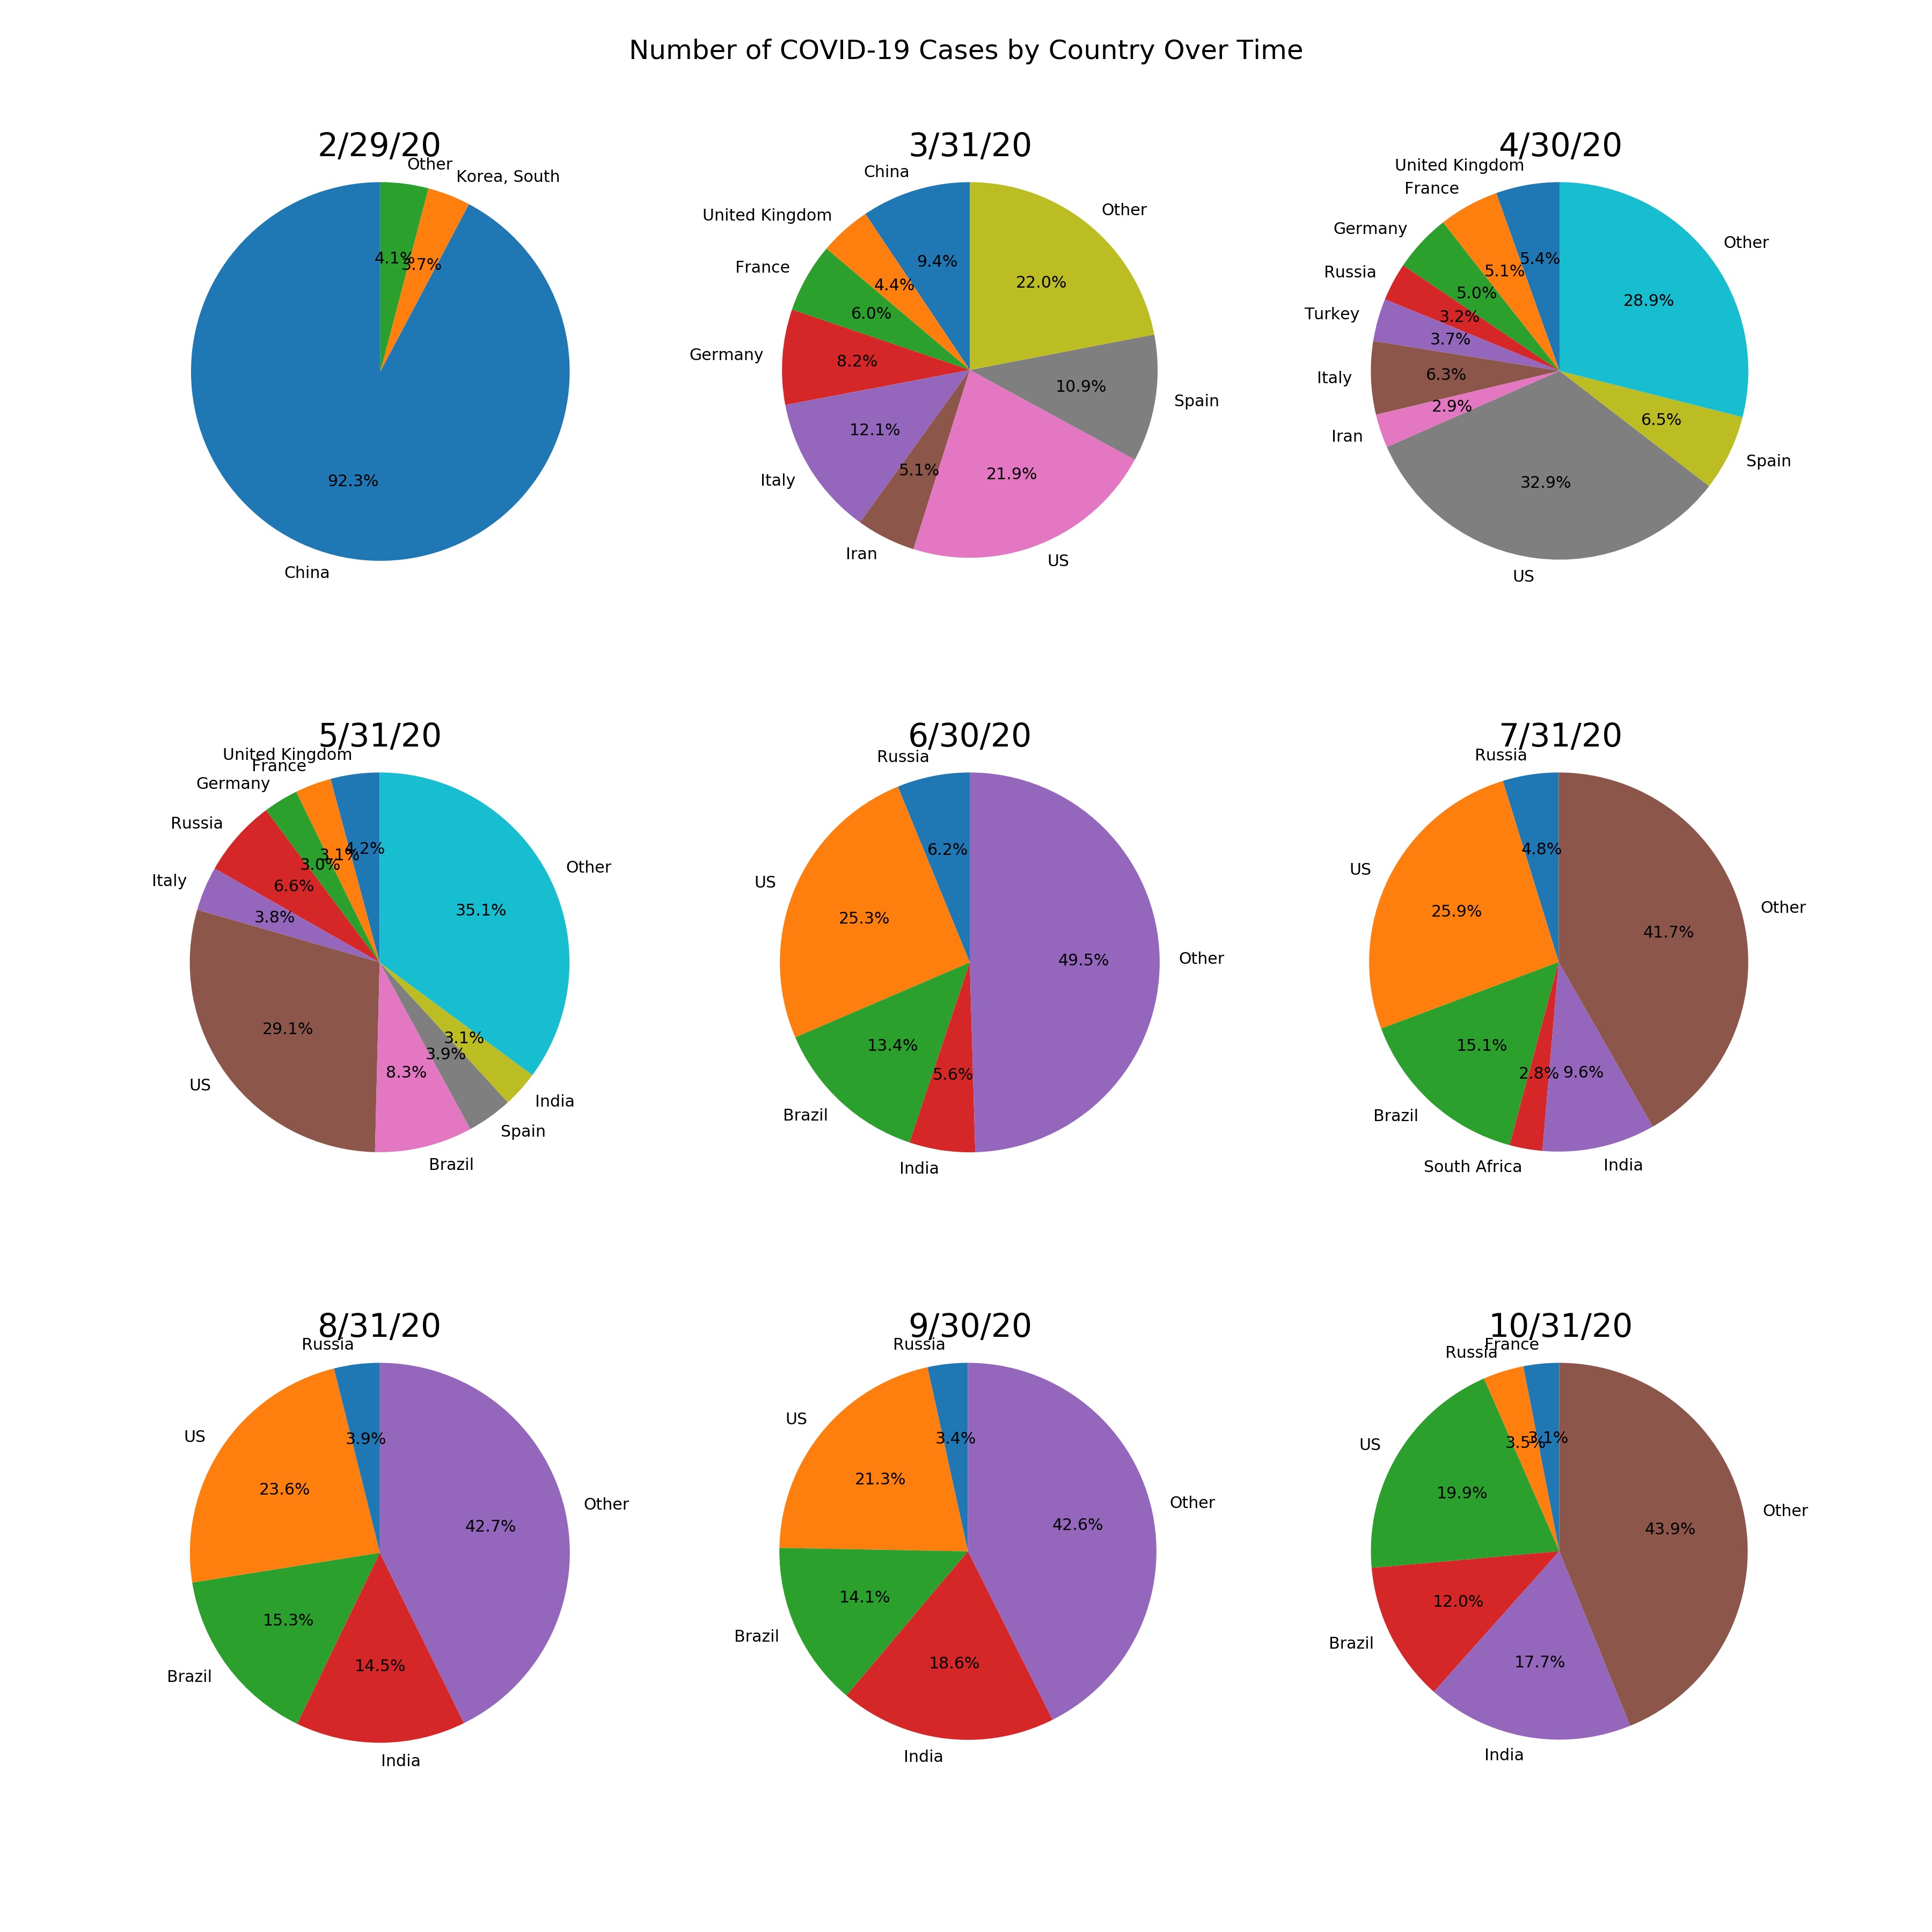 Number of COVID-19 Cases by Country Over Time
2/29/20
Other
Korea, South
4.1%
3.7%
92.3%
China
3/31/20
China
United Kingdom
Other
France
9.4%
4.4%
22.0%
6.0%
Germany
8.2%
10.9%
Spain
12.1%
5.1%
21.9%
Italy
Iran
US
4/30/20
United Kingdom
France
Germany
Other
Russia
5.4%
5.1%
5.0%
28.9%
Turkey
3.2%
3.7%
Italy
6.3%
2.9%
6.5%
Iran
Spain
32.9%
US
5/31/20
United Kingdom
France
Germany
Russia
4.2%
3.1%
3.0%
Other
Italy
6.6%
3.8%
35.1%
29.1%
3.1%
3.9%
8.3%
US
India
Spain
Brazil
6/30/20
Russia
6.2%
US
25.3%
49.5%
Other
13.4%
5.6%
Brazil
India
7/31/20
Russia
4.8%
US
25.9%
Other
41.7%
15.1%
2.8%
9.6%
Brazil
South Africa
India
8/31/20
Russia
US
3.9%
23.6%
Other
42.7%
15.3%
14.5%
Brazil
India
9/30/20
Russia
US
3.4%
21.3%
Other
42.6%
14.1%
Brazil
18.6%
India
10/31/20
France
Russia
US
3.1%
3.5%
19.9%
Other
43.9%
12.0%
Brazil
17.7%
India